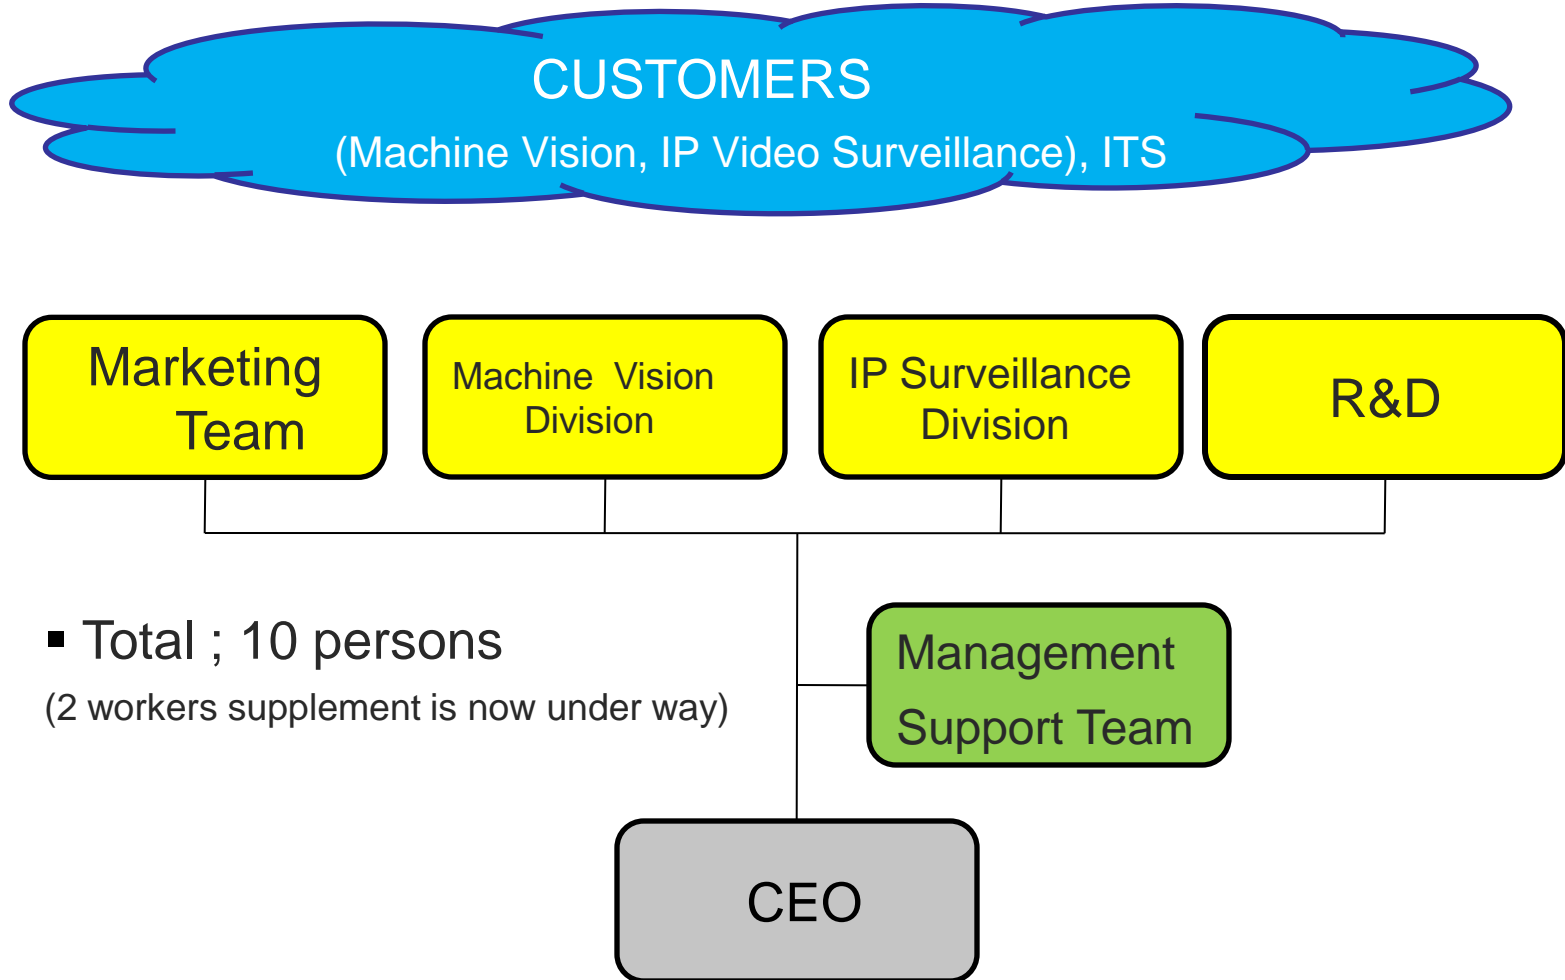 CUSTOMERS
(Machine Vision, IP Video Surveillance), ITS
Marketing
Team
Machine Vision
Division
IP Surveillance
Division
R&D
▪ Total ; 10 persons
(2 workers supplement is now under way)
Management
Support Team
CEO